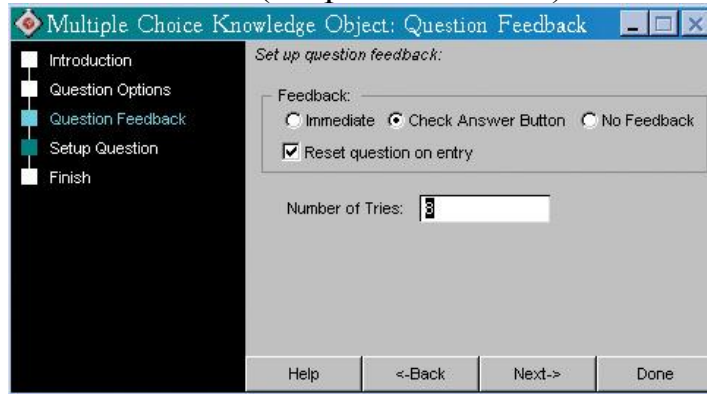 Multiple Choice Knowledge Object: Question Feedback
Introduction
Question Options
Question Feedback
Setup Question
Finish
Set up question feedback:
Feedback:
Immediate Check Answer Button No Feedback
Reset question on entry
Number of Tries: 3
Help <-Back Next-> Done